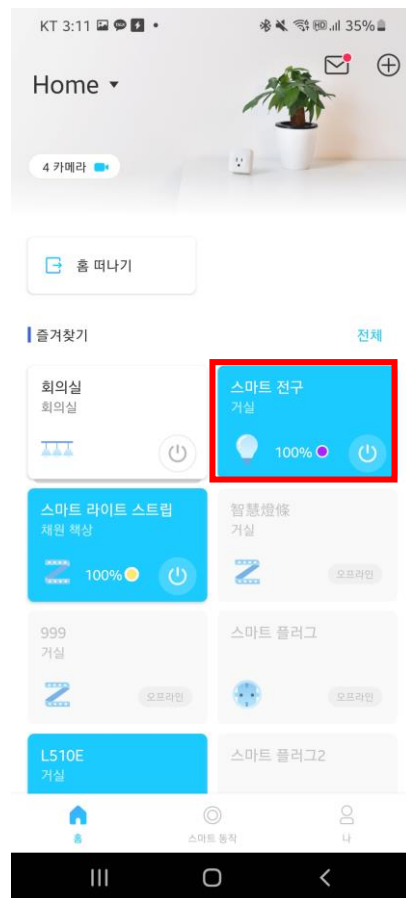 KT 3:11
35%
Home
4 카메라
홈 떠나기
즐겨찾기
전체
회의실
회의실
스마트 전구
거실
100%
스마트 라이트 스트립
채원 책상
100%
智慧燈條
거실
오프라인
999
거실
오프라인
스마트 플러그
오프라인
L510E
거실
스마트 플러그2
홈
스마트 동작
나